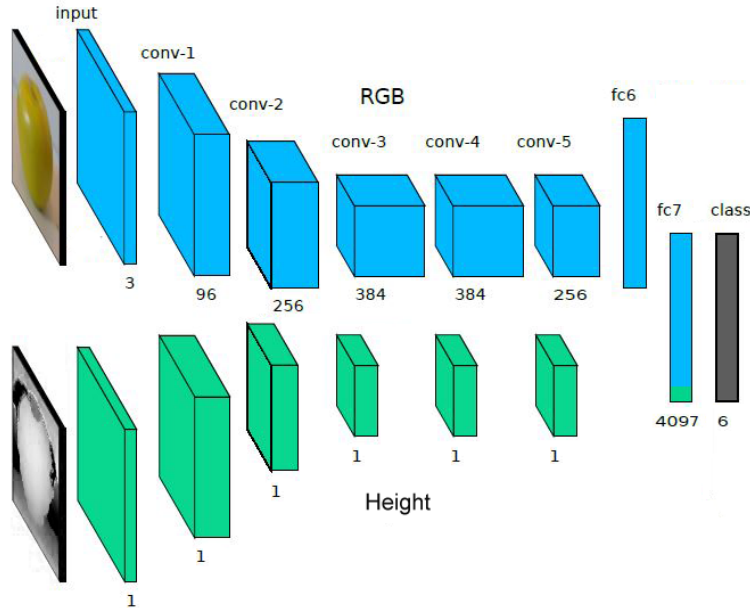 input
conv-1
conv-2
RGB
conv-3
conv-4
conv-5
fc6
fc7
class
3
96
256
384
384
256
4097
6
1
1
1
1
1
1
Height